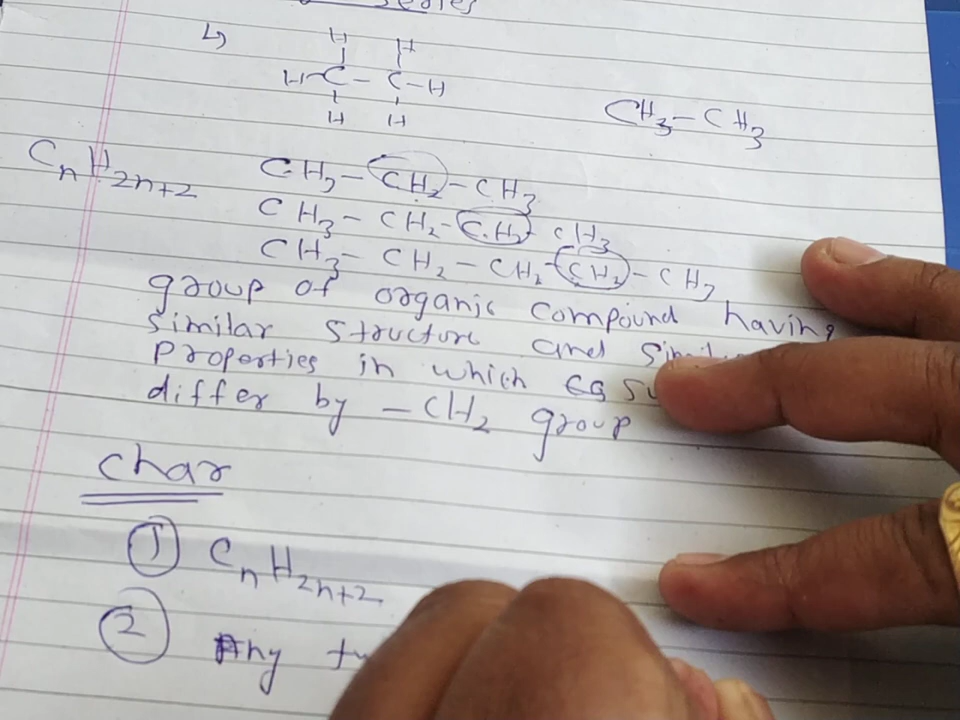 series
↳ H H
H-C-C-H
H H
CH3-CH3
CnH2n+2
CH3-CH2-CH3
CH3-CH2-CH2-CH3
CH3-CH2-CH2-CH2-CH3
group of organic compound having
similar structure and
Properties in which
differ by -CH2 group
char
① CnH2n+2
② Any